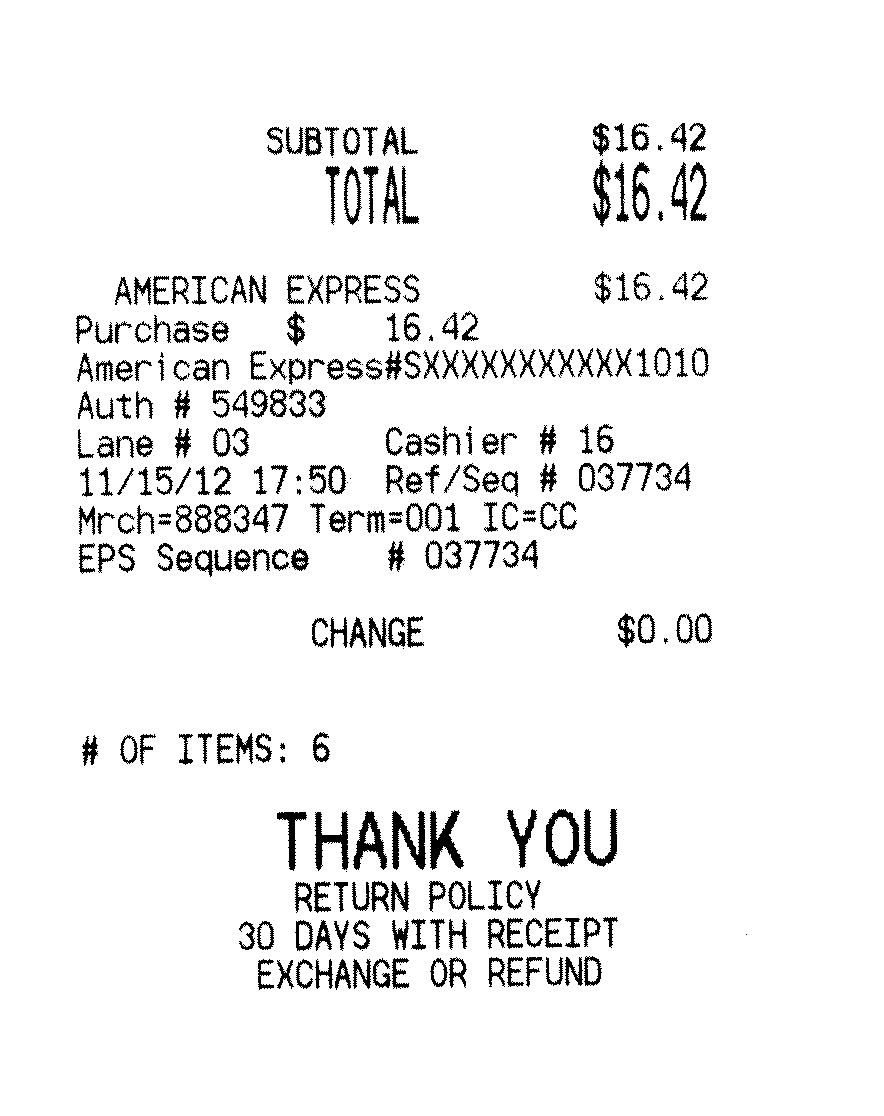 SUBTOTAL $16.42
TOTAL $16.42
AMERICAN EXPRESS $16.42
Purchase $ 16.42
American Express#SXXXXXXXXXXX1010
Auth # 549833
Lane # 03 Cashier # 16
11/15/12 17:50 Ref/Seq # 037734
Mrch=888347 Term=001 IC=CC
EPS Sequence # 037734
CHANGE $0.00
# OF ITEMS: 6
THANK YOU
RETURN POLICY
30 DAYS WITH RECEIPT
EXCHANGE OR REFUND